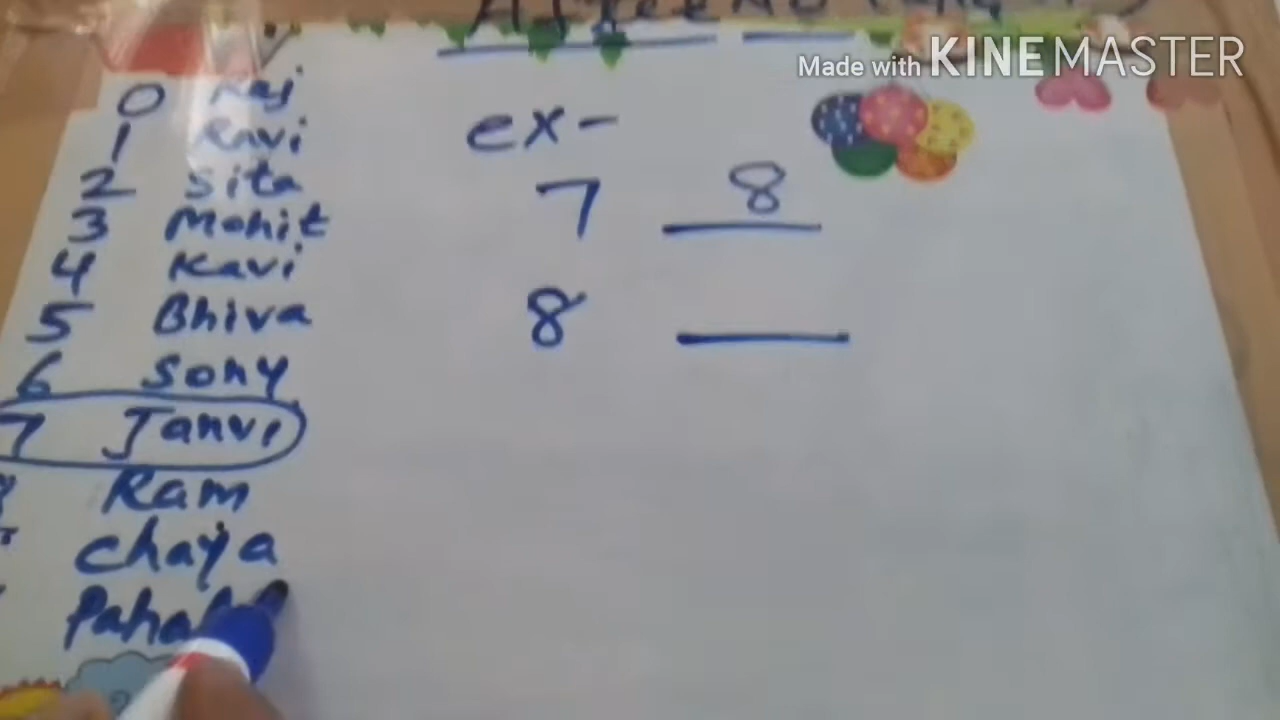 Made with KINEMASTER
0 Raj
1 Ravi
2 Sita
3 Mohit
4 Kavi
5 Bhiva
6 Sony
7 Janvi
Ram
Chaya
ex-
7 8
8